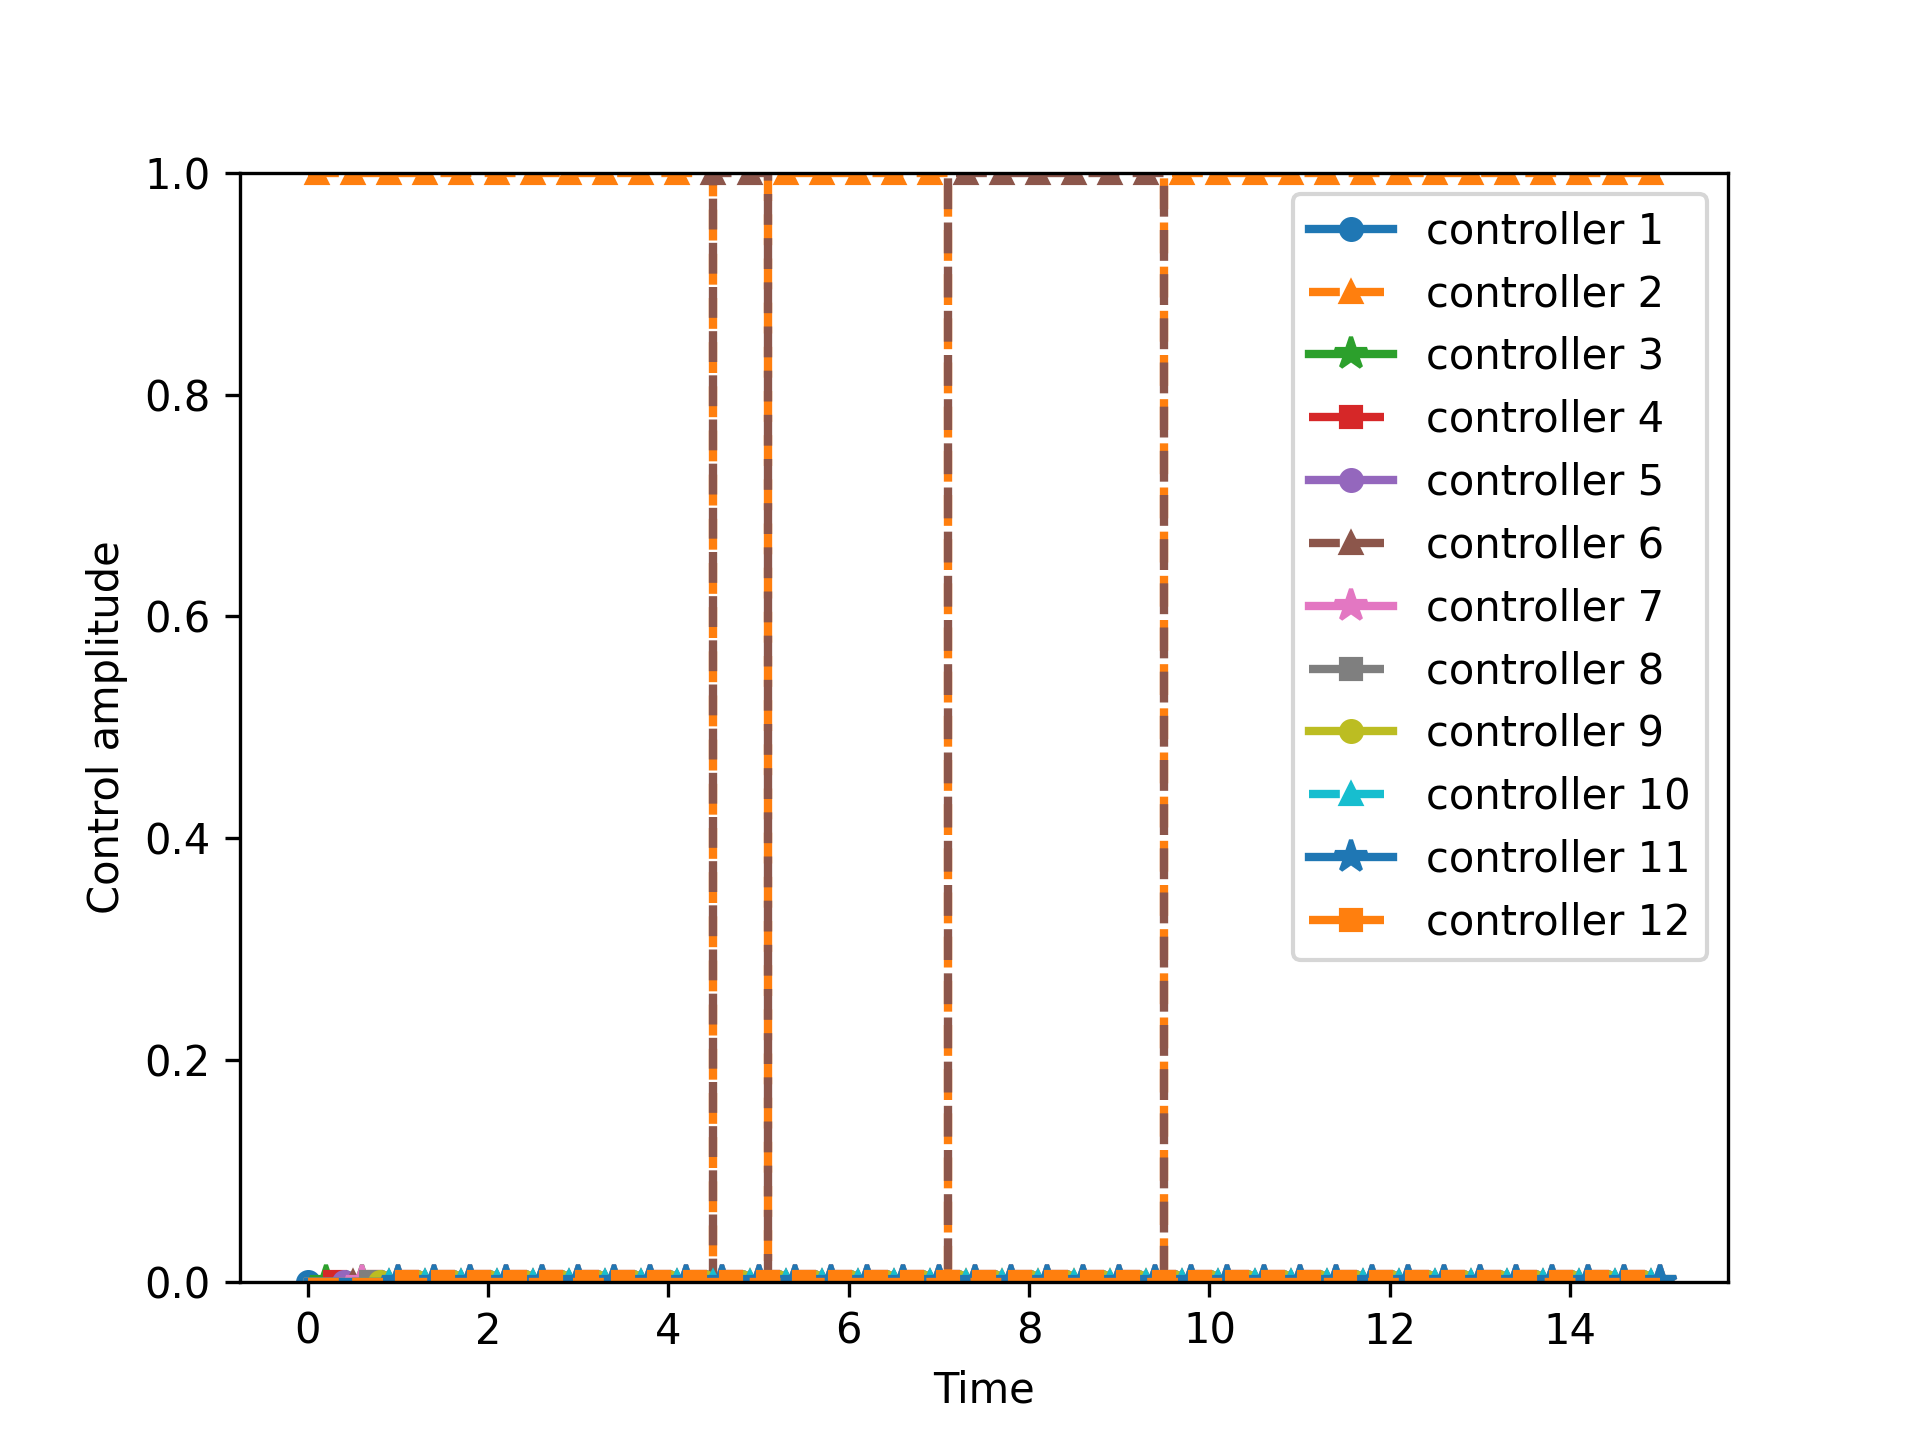 1.0
0.8
0.6
0.4
0.2
0.0
Control amplitude
0 2 4 6 8 10 12 14
Time
controller 1
controller 2
controller 3
controller 4
controller 5
controller 6
controller 7
controller 8
controller 9
controller 10
controller 11
controller 12